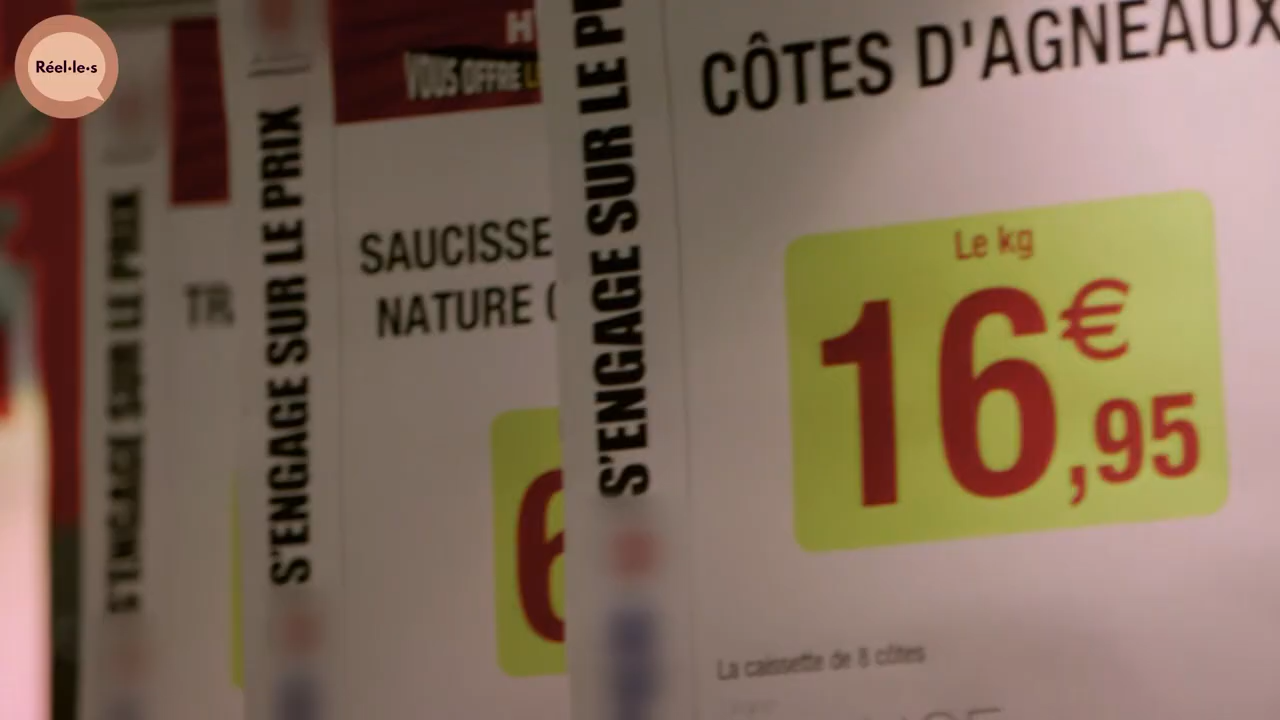 Réel·le·s
S'ENGAGE SUR LE PRIX
S'ENGAGE SUR LE PRIX
VOUS OFFRE
SAUCISSE
NATURE
S'ENGAGE SUR LE
CÔTES D'AGNEAUX
Le kg
16€,95
6
La caissette de 8 côtes